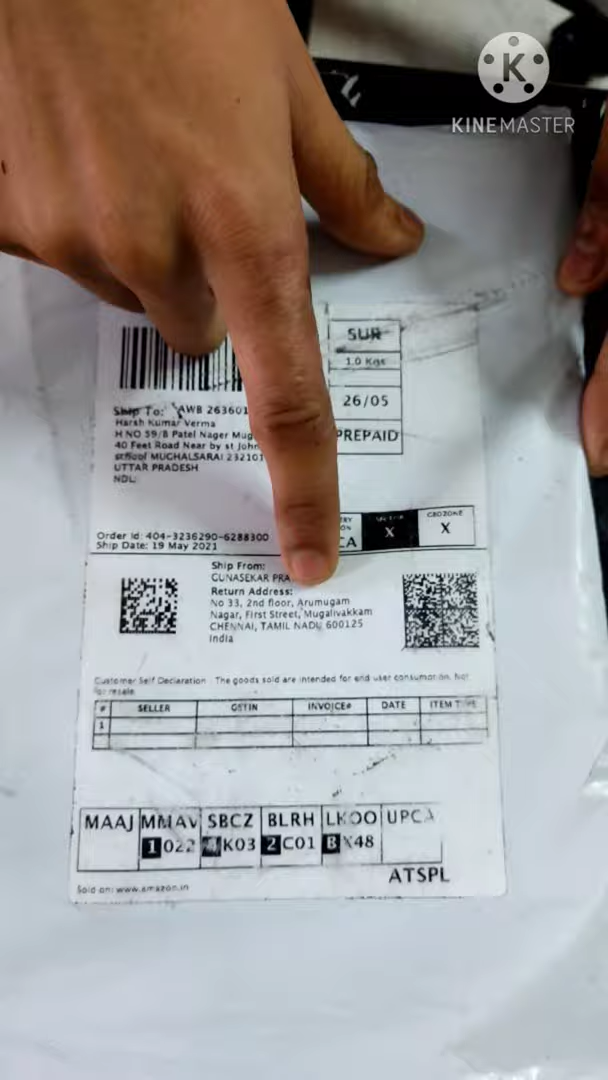 K
KINEMASTER
SUR
1.0 Kgs
26/05
PREPAID
Ship To: AWB 263601
Harsh Kumar Verma
H NO 59/B Patel Nager Mug
40 Feet Road Near by st John
school MUGHALSARAI 232101
UTTAR PRADESH
NDL:
CA X X
Order Id: 404-3236290-6288300
Ship Date: 19 May 2021
Ship From:
GUNASEKAR PRA
Return Address:
No 33, 2nd floor, Arumugam
Nagar, First Street, Mugalivakkam
CHENNAI, TAMIL NADU 600125
India
Customer Self Declaration : The goods sold are intended for end user consumation. Not
for resale
# SELLER GSTIN INVOICE# DATE ITEM
1
MAAJ MMAV SBCZ BLRH LKOO UPCA
1 022 K03 2 C01 B X48
ATSPL
Sold on: www.amazon.in